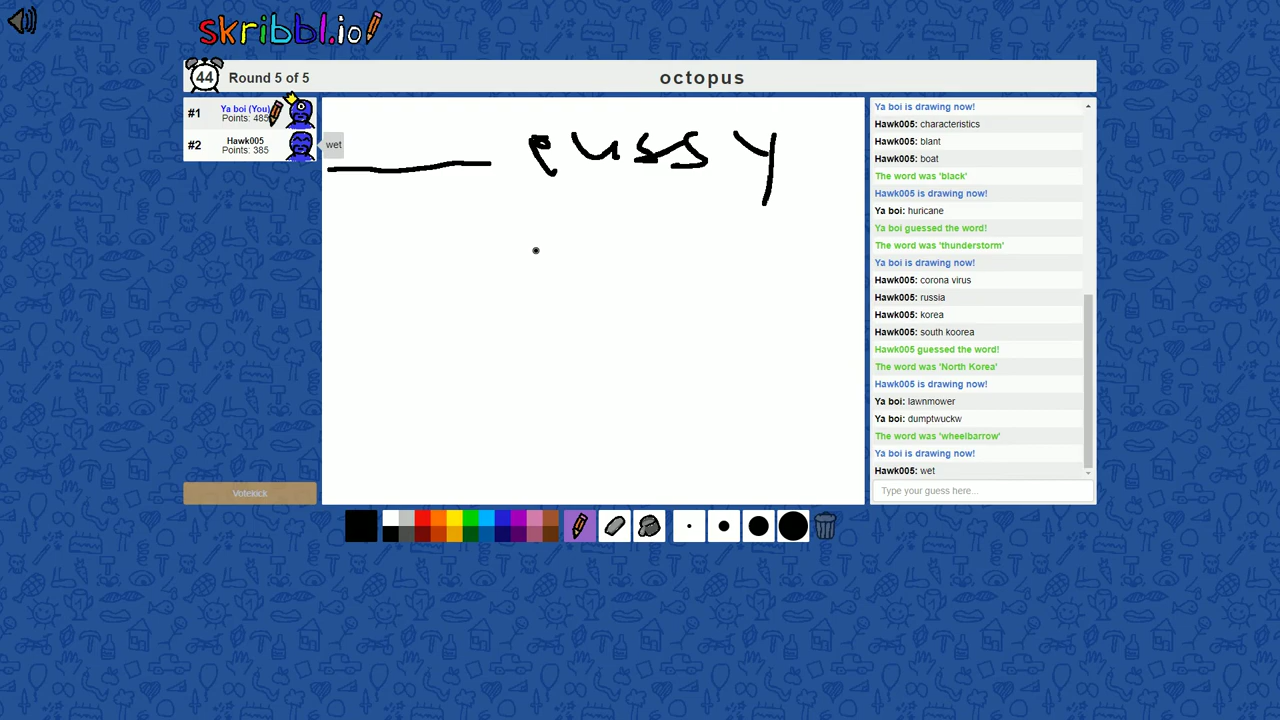 skribbl.io
44 Round 5 of 5 octopus
#1 Ya boi (You)
Points: 485
#2 Hawk005
Points: 385
wet
____ pussy
Votekick
Ya boi is drawing now!
Hawk005: characteristics
Hawk005: blant
Hawk005: boat
The word was 'black'
Hawk005 is drawing now!
Ya boi: huricane
Ya boi guessed the word!
The word was 'thunderstorm'
Ya boi is drawing now!
Hawk005: corona virus
Hawk005: russia
Hawk005: korea
Hawk005: south koorea
Hawk005 guessed the word!
The word was 'North Korea'
Hawk005 is drawing now!
Ya boi: lawnmower
Ya boi: dumptwuckw
The word was 'wheelbarrow'
Ya boi is drawing now!
Hawk005: wet
Type your guess here...